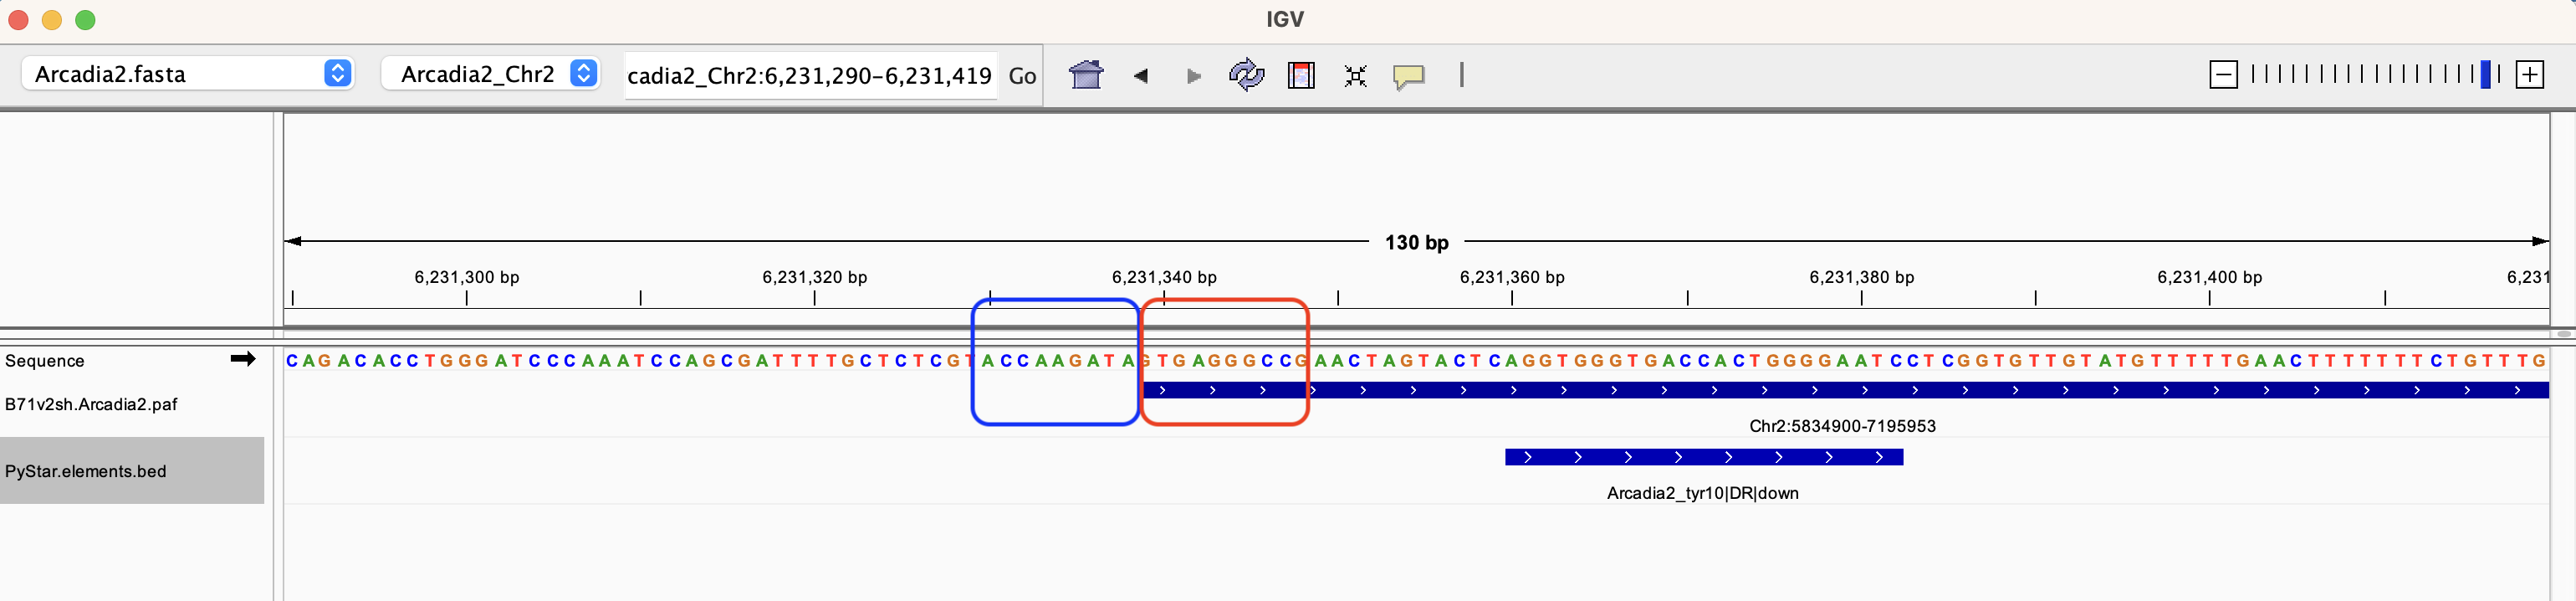 IGV
Arcadia2.fasta
Arcadia2_Chr2
cadia2_Chr2:6,231,290-6,231,419
Go
130 bp
6,231,300 bp
6,231,320 bp
6,231,340 bp
6,231,360 bp
6,231,380 bp
6,231,400 bp
6,231
Sequence
CAGACACCTGGGATCCCAAATCCAGCGATTTTGCTCTCGTACCAAGATAGTGAGGGCCGAACTAGTACTCAGGTGGGTGACCACTGGGGAATCCTCGGTGTTGTATGTTTTTGAACTTTTTTTCTGTTTG
B71v2sh.Arcadia2.paf
Chr2:5834900-7195953
PyStar.elements.bed
Arcadia2_tyr10|DR|down